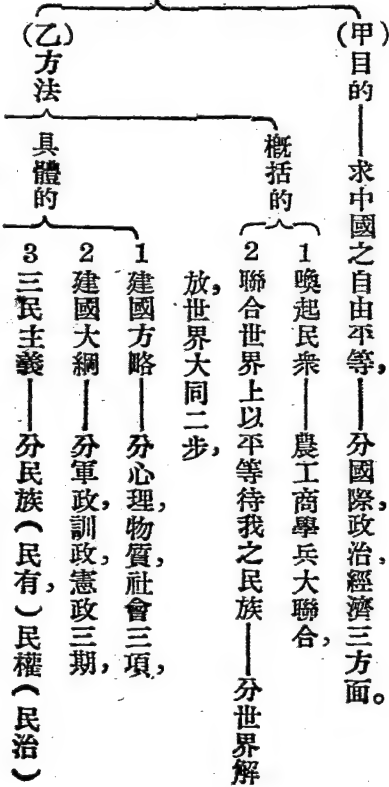 (甲)目的——求中國之自由平等,——分國際,政治,經濟三方面。
概括的
1喚起民衆——農工商學兵大聯合,
2聯合世界上以平等待我之民族——分世界解
放,世界大同二步,
(乙)方法
具體的
1建國方略——分心理,物質,社會三項,
2建國大綱——分軍政,訓政,憲政三期,
3三民主義——分民族(民有,)民權(民治)